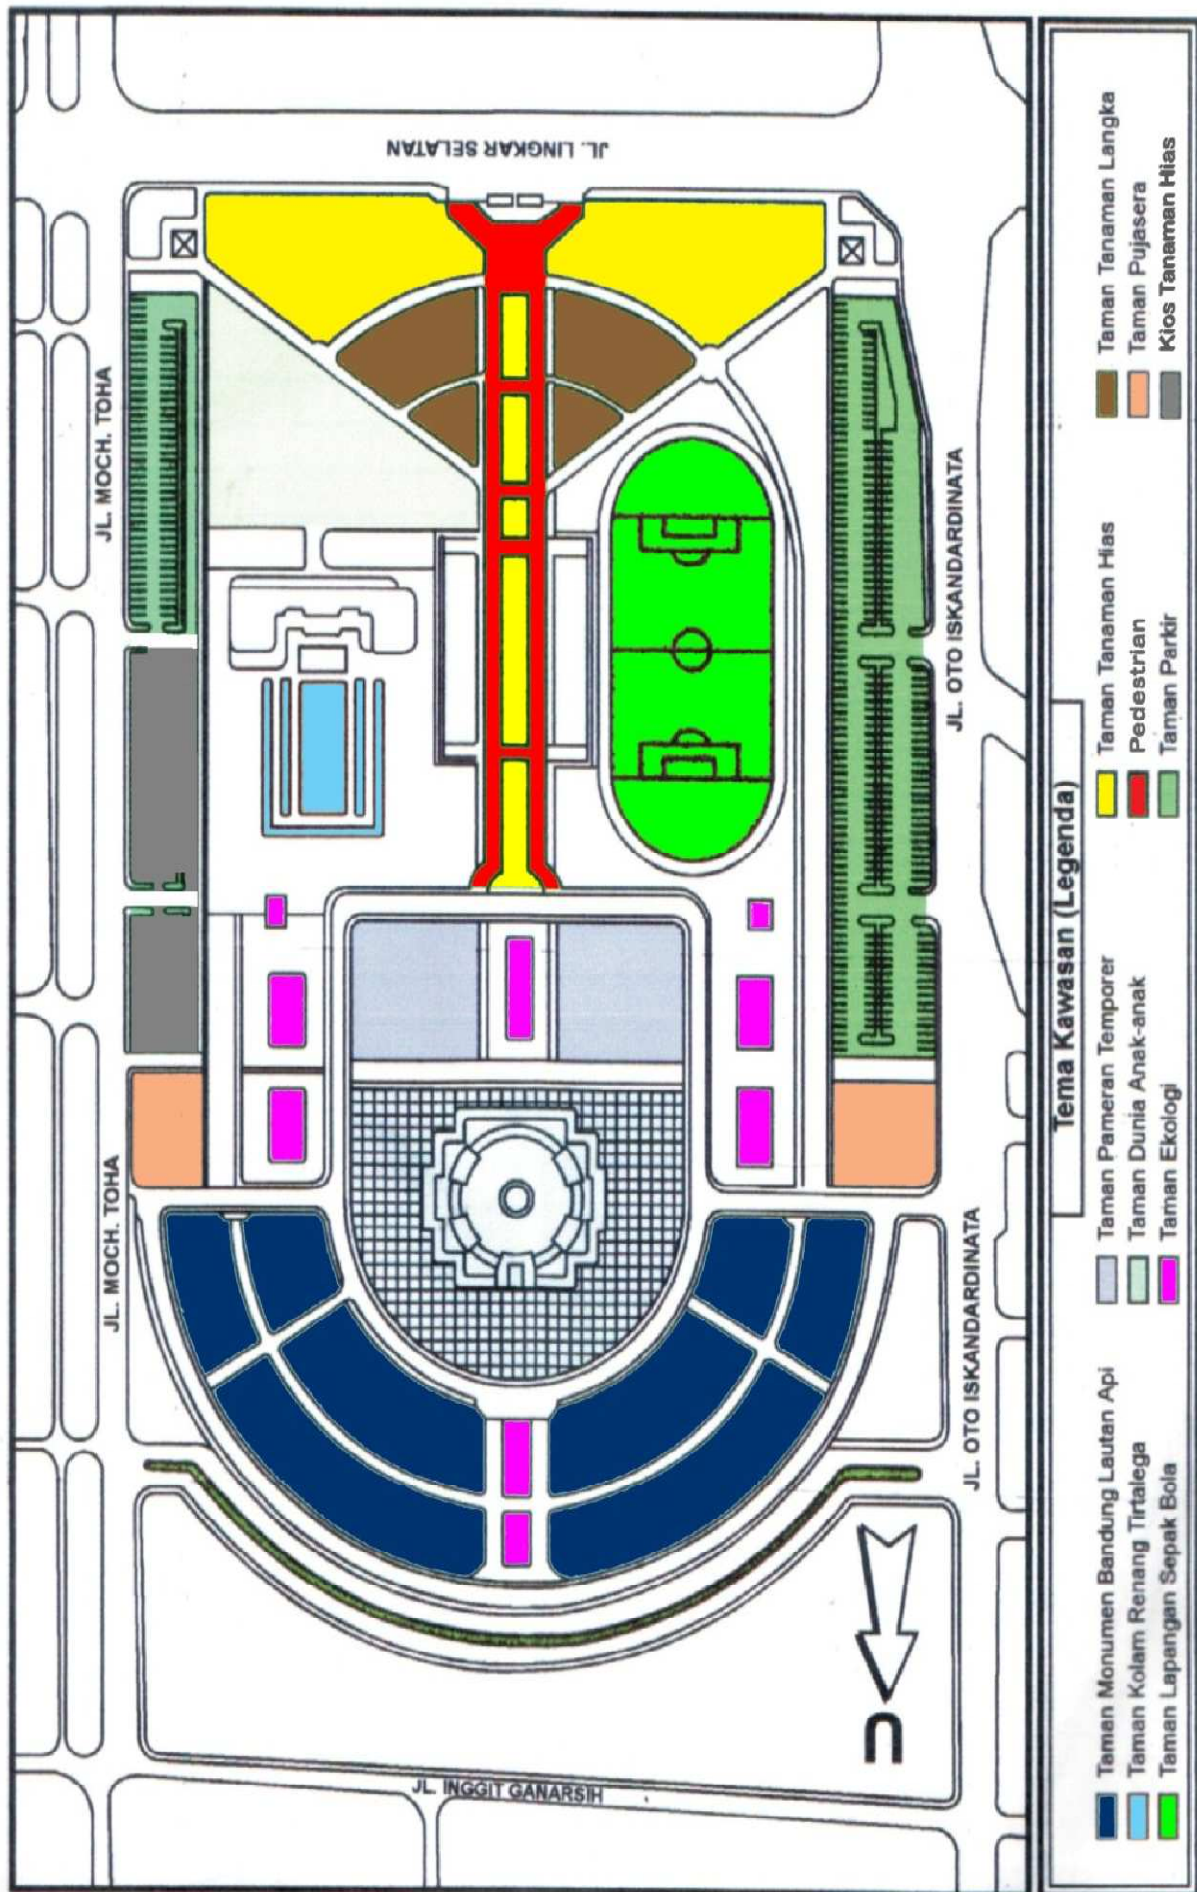 JL. LINGKAR SELATAN
JL. MOCH. TOHA
JL. MOCH. TOHA
JL. OTO ISKANDARDINATA
JL. OTO ISKANDARDINATA
JL. INGGIT GANARSIH
U
Tema Kawasan (Legenda)
Taman Monumen Bandung Lautan Api
Taman Kolam Renang Tirtalega
Taman Lapangan Sepak Bola
Taman Pameran Temporer
Taman Dunia Anak-anak
Taman Ekologi
Taman Tanaman Hias
Pedestrian
Taman Parkir
Taman Tanaman Langka
Taman Pujasera
Kios Tanaman Hias